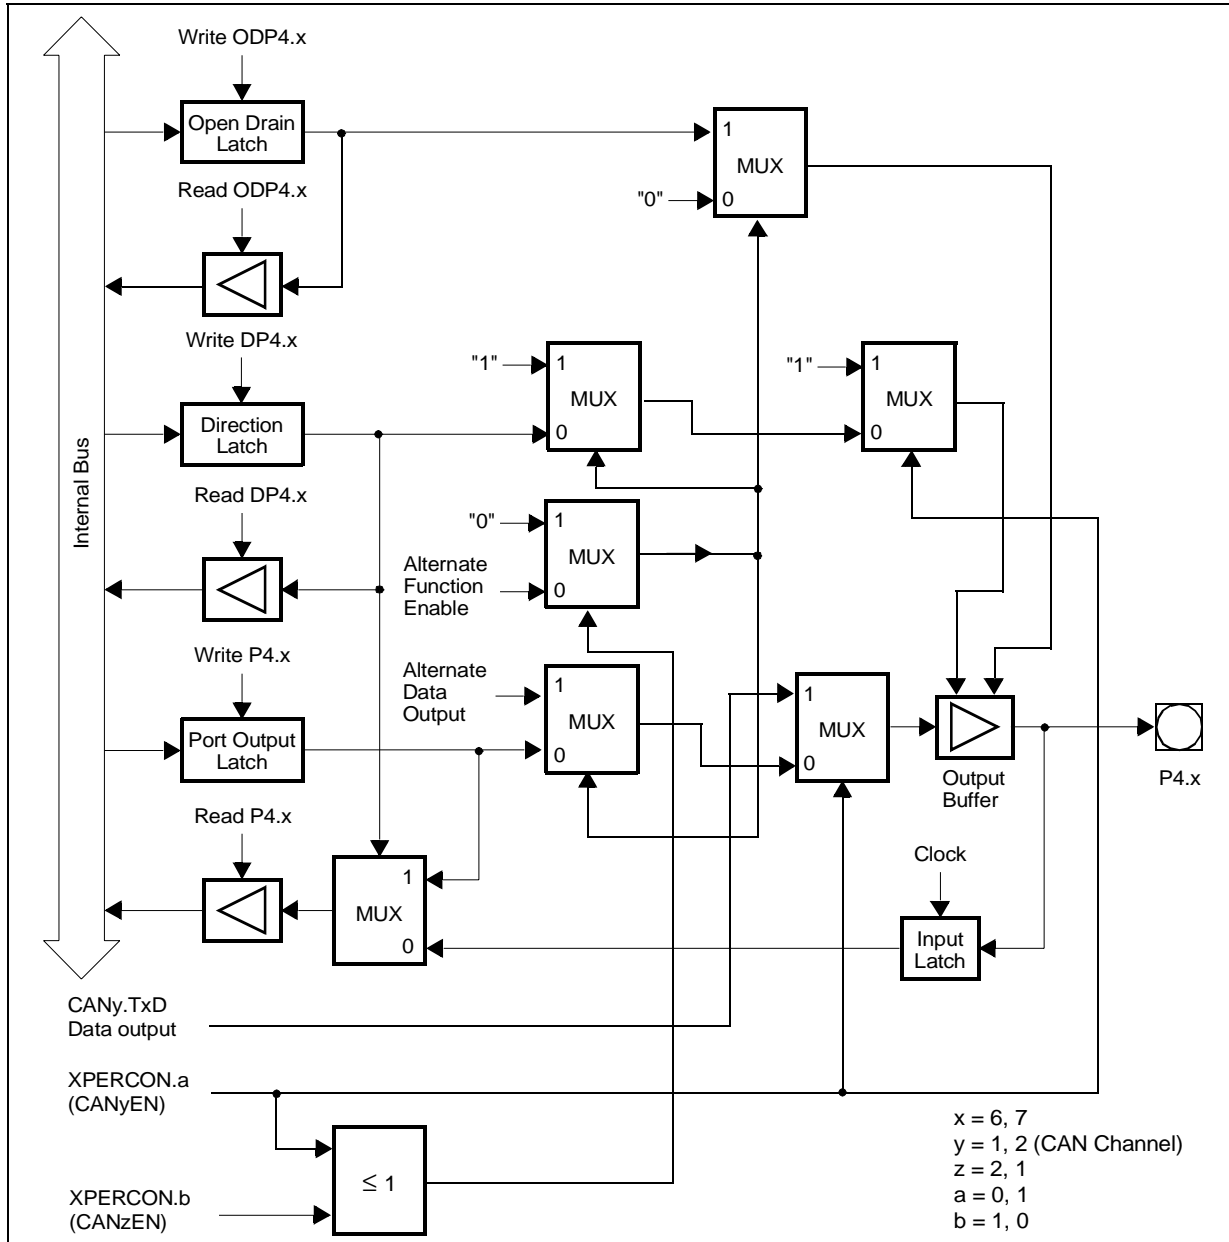 Write ODP4.x
Open Drain
Latch
1
MUX
"0"
0
Read ODP4.x
Write DP4.x
"1"
1
MUX
0
"1"
1
MUX
0
Direction
Latch
Internal Bus
Read DP4.x
"0"
1
MUX
0
Alternate
Function
Enable
Write P4.x
Alternate
Data
Output
1
MUX
0
1
MUX
0
Port Output
Latch
Output
Buffer
P4.x
Read P4.x
1
MUX
0
Clock
Input
Latch
CANy.TxD
Data output
XPERCON.a
(CANyEN)
≤ 1
XPERCON.b
(CANzEN)
x = 6, 7
y = 1, 2 (CAN Channel)
z = 2, 1
a = 0, 1
b = 1, 0